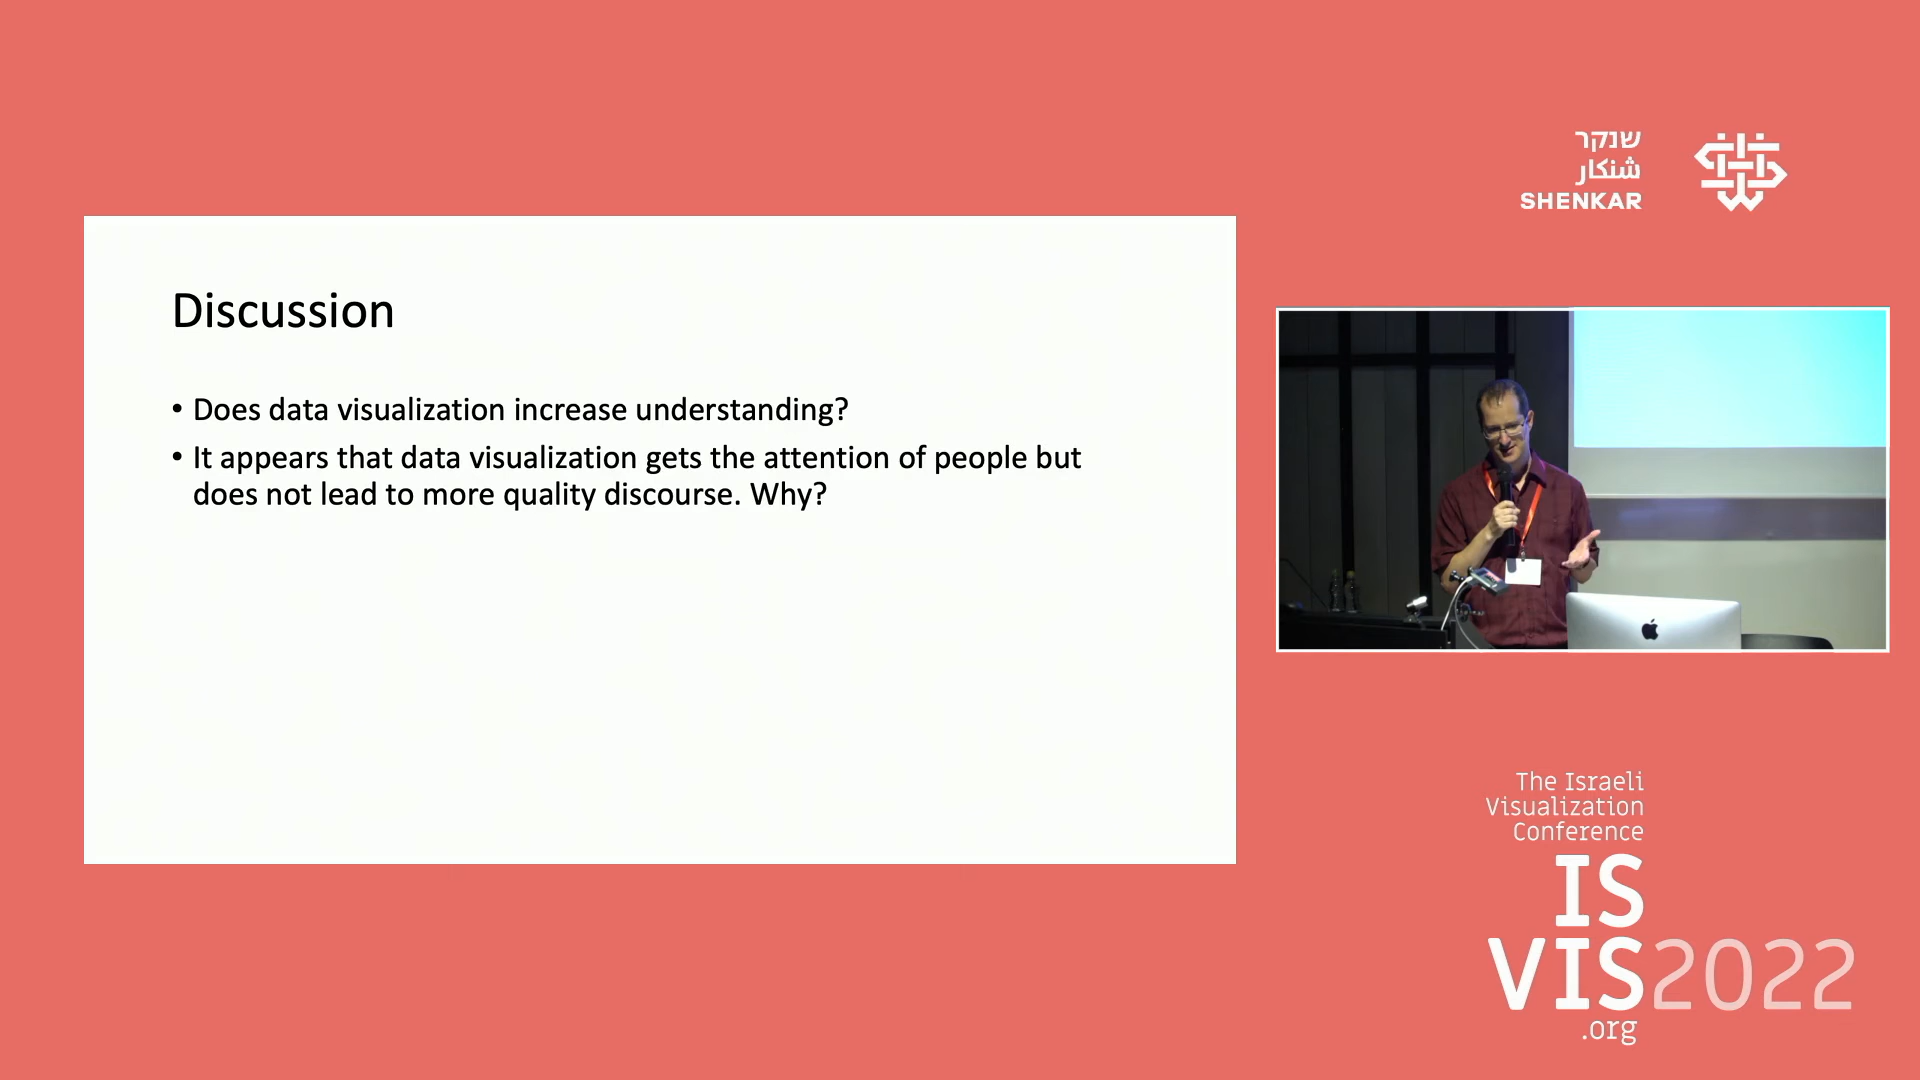 שנקר
شنكار
SHENKAR
Discussion
• Does data visualization increase understanding?
• It appears that data visualization gets the attention of people but
does not lead to more quality discourse. Why?
The Israeli
Visualization
Conference
IS
VIS2022
.org